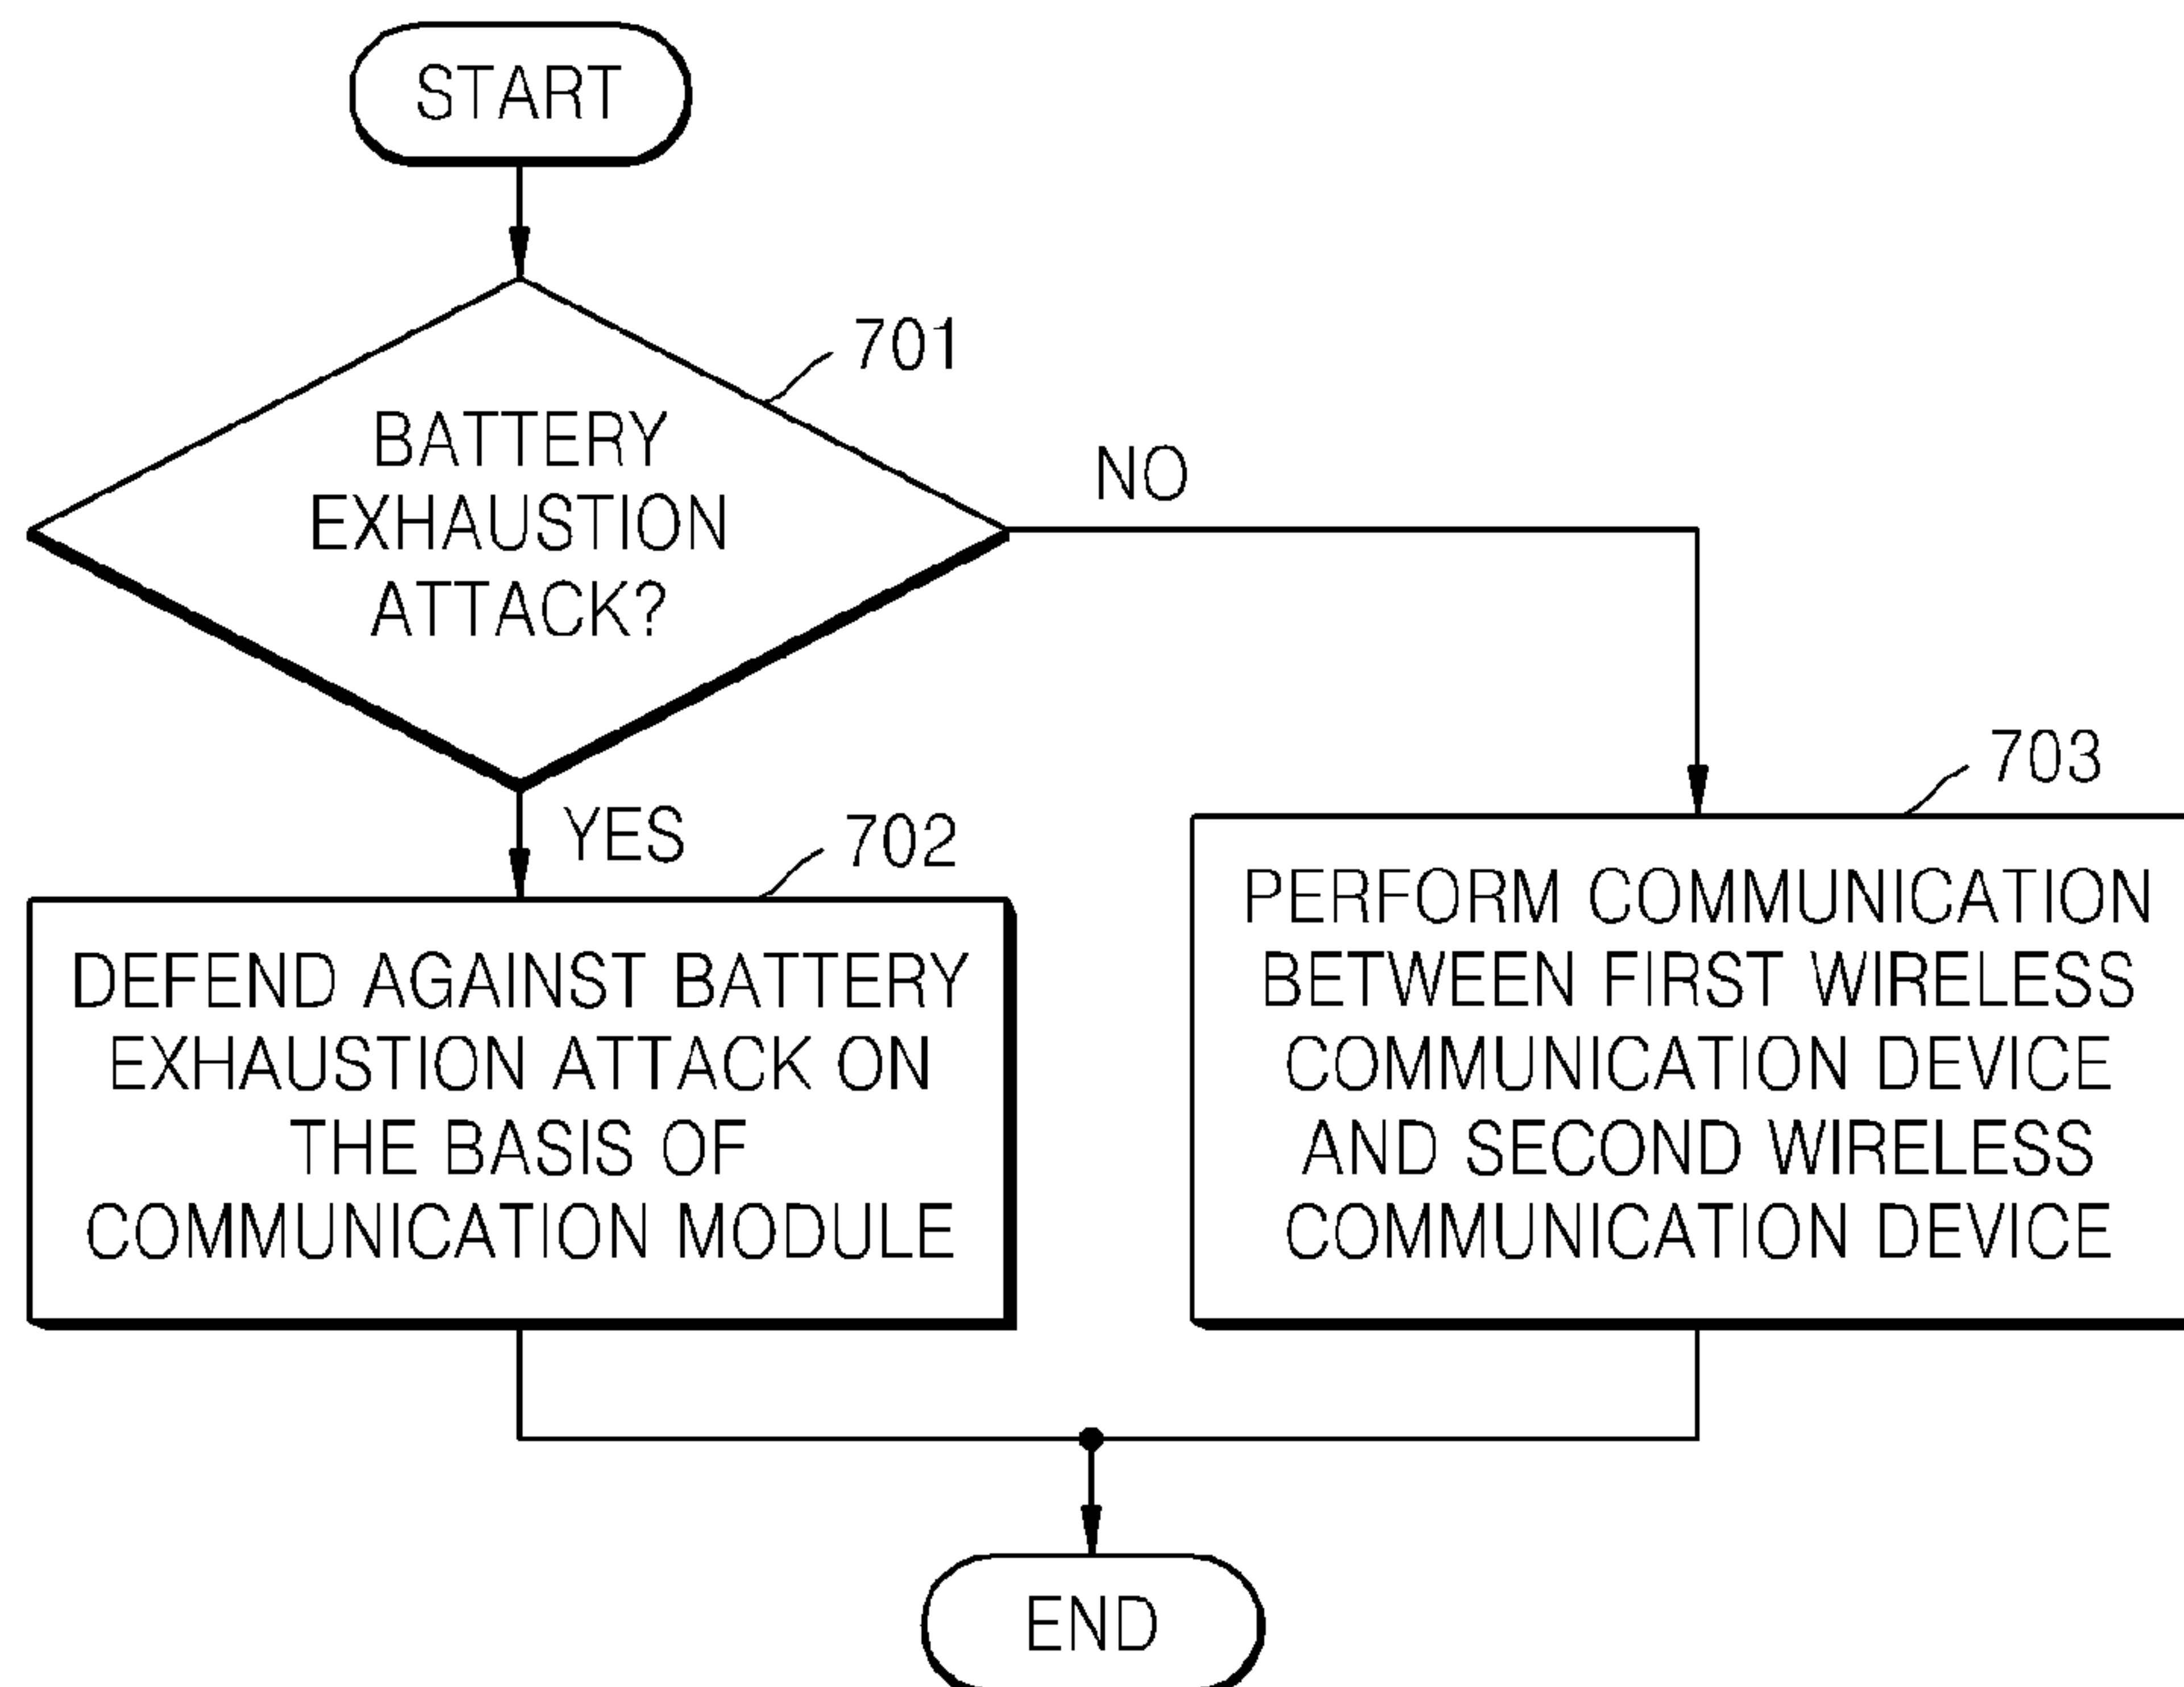 START
701
BATTERY
EXHAUSTION
ATTACK?
NO
YES
702
DEFEND AGAINST BATTERY
EXHAUSTION ATTACK ON
THE BASIS OF
COMMUNICATION MODULE
703
PERFORM COMMUNICATION
BETWEEN FIRST WIRELESS
COMMUNICATION DEVICE
AND SECOND WIRELESS
COMMUNICATION DEVICE
END